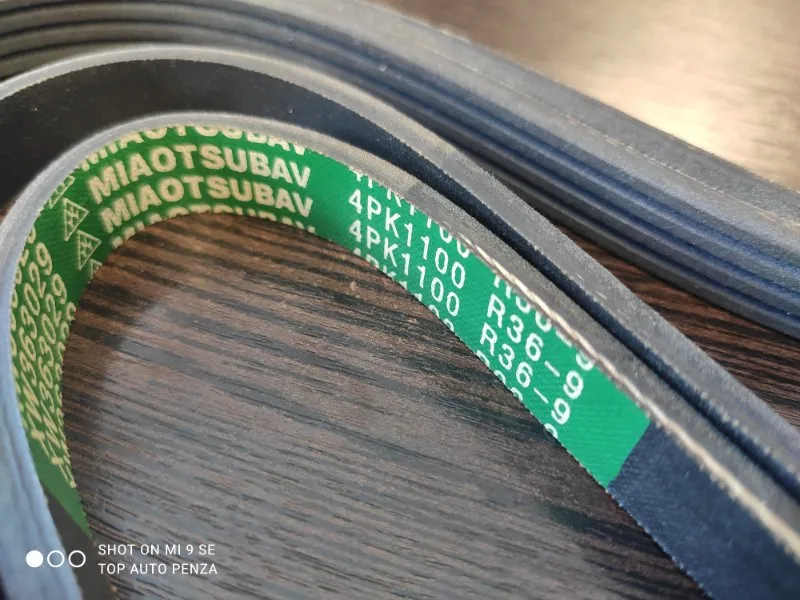 MIAOTSUBAV 4PK1100 R36-9
MIAOTSUBAV 4PK1100 R36-9
SHOT ON MI 9 SE
TOP AUTO PENZA